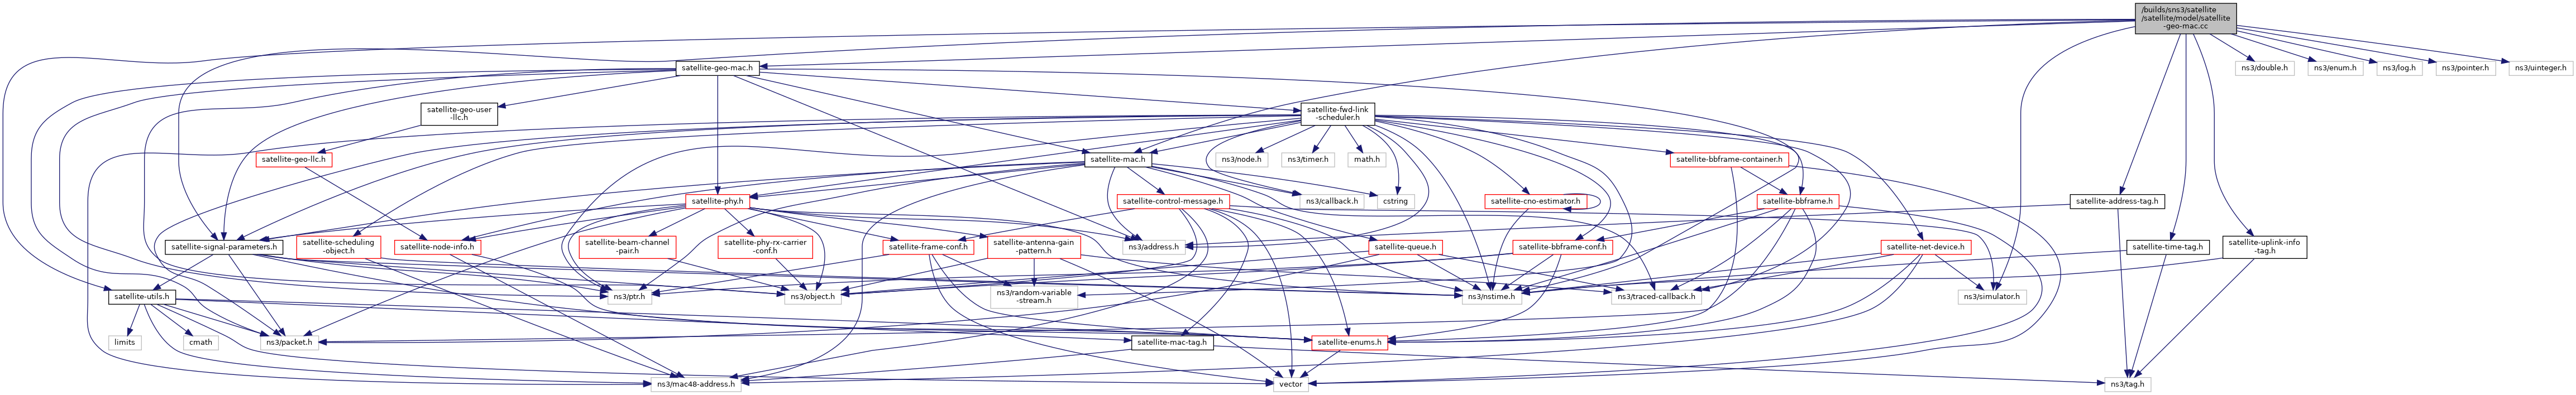 /builds/sns3/satellite
/satellite/model/satellite
-geo-mac.cc
satellite-geo-mac.h
ns3/double.h
ns3/enum.h
ns3/log.h
ns3/pointer.h
ns3/uinteger.h
satellite-geo-user
-llc.h
satellite-fwd-link
-scheduler.h
satellite-geo-llc.h
satellite-mac.h
ns3/node.h
ns3/timer.h
math.h
satellite-bbframe-container.h
satellite-phy.h
satellite-control-message.h
ns3/callback.h
cstring
satellite-cno-estimator.h
satellite-bbframe.h
satellite-address-tag.h
satellite-signal-parameters.h
satellite-scheduling
-object.h
satellite-node-info.h
satellite-beam-channel
-pair.h
satellite-phy-rx-carrier
-conf.h
satellite-frame-conf.h
satellite-antenna-gain
-pattern.h
ns3/address.h
satellite-queue.h
satellite-bbframe-conf.h
satellite-net-device.h
satellite-time-tag.h
satellite-uplink-info
-tag.h
satellite-utils.h
ns3/ptr.h
ns3/object.h
ns3/random-variable
-stream.h
ns3/nstime.h
ns3/traced-callback.h
ns3/simulator.h
limits
cmath
ns3/packet.h
satellite-mac-tag.h
satellite-enums.h
ns3/mac48-address.h
vector
ns3/tag.h